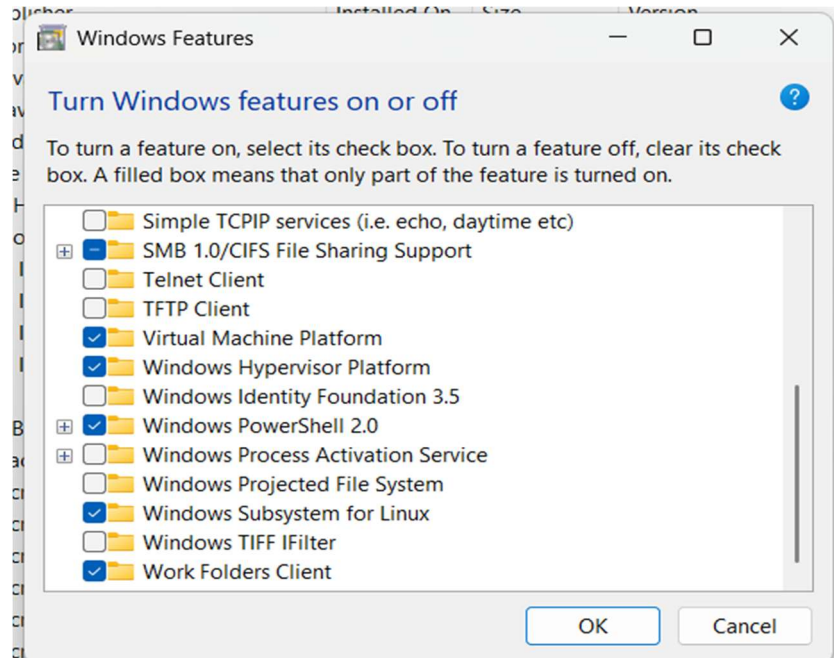 Installed On Size Version
Windows Features
Turn Windows features on or off
To turn a feature on, select its check box. To turn a feature off, clear its check
box. A filled box means that only part of the feature is turned on.
Simple TCPIP services (i.e. echo, daytime etc)
SMB 1.0/CIFS File Sharing Support
Telnet Client
TFTP Client
Virtual Machine Platform
Windows Hypervisor Platform
Windows Identity Foundation 3.5
Windows PowerShell 2.0
Windows Process Activation Service
Windows Projected File System
Windows Subsystem for Linux
Windows TIFF IFilter
Work Folders Client
OK Cancel